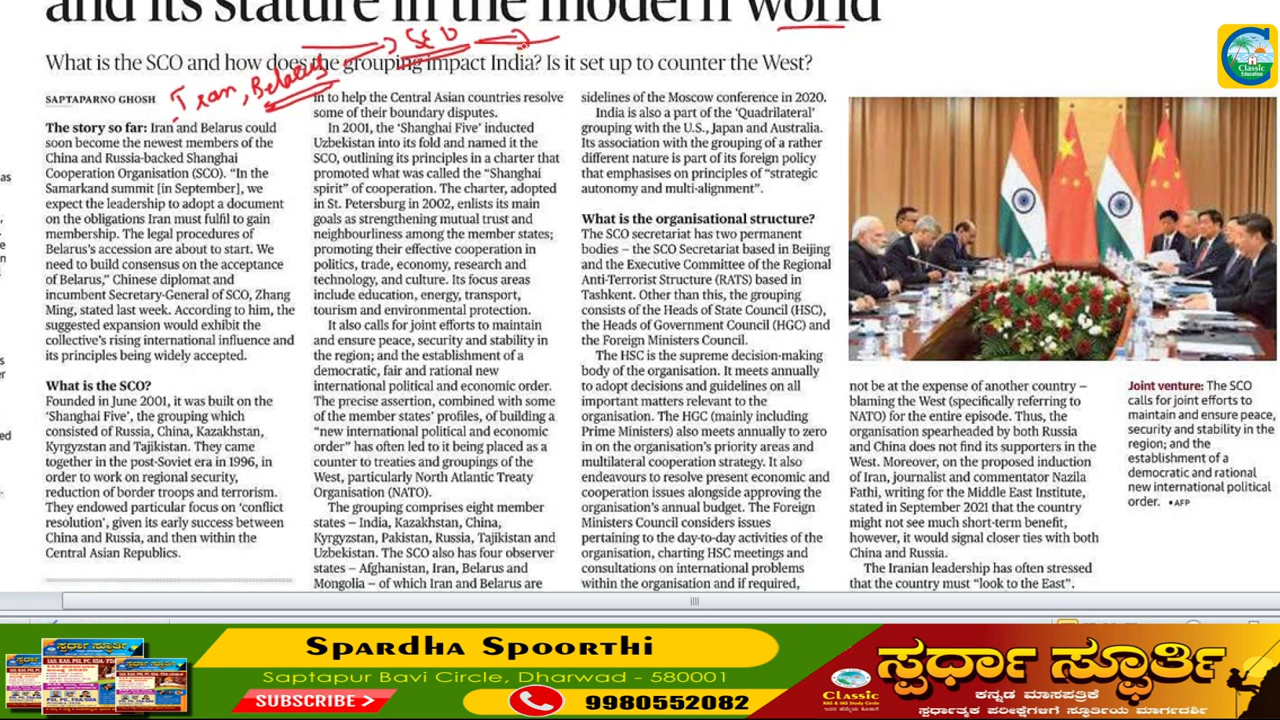 and its stature in the modern world
SCO
What is the SCO and how does the grouping impact India? Is it set up to counter the West?
Iran, Belarus
SAPTAPARNO GHOSH
The story so far: Iran and Belarus could
soon become the newest members of the
China and Russia-backed Shanghai
Cooperation Organisation (SCO). “In the
Samarkand summit [in September], we
expect the leadership to adopt a document
on the obligations Iran must fulfil to gain
membership. The legal procedures of
Belarus’s accession are about to start. We
need to build consensus on the acceptance
of Belarus,” Chinese diplomat and
incumbent Secretary-General of SCO, Zhang
Ming, stated last week. According to him, the
suggested expansion would exhibit the
collective’s rising international influence and
its principles being widely accepted.
What is the SCO?
Founded in June 2001, it was built on the
‘Shanghai Five’, the grouping which
consisted of Russia, China, Kazakhstan,
Kyrgyzstan and Tajikistan. They came
together in the post-Soviet era in 1996, in
order to work on regional security,
reduction of border troops and terrorism.
They endowed particular focus on ‘conflict
resolution’, given its early success between
China and Russia, and then within the
Central Asian Republics.
in to help the Central Asian countries resolve
some of their boundary disputes.
In 2001, the ‘Shanghai Five’ inducted
Uzbekistan into its fold and named it the
SCO, outlining its principles in a charter that
promoted what was called the “Shanghai
spirit” of cooperation. The charter, adopted
in St. Petersburg in 2002, enlists its main
goals as strengthening mutual trust and
neighbourliness among the member states;
promoting their effective cooperation in
politics, trade, economy, research and
technology, and culture. Its focus areas
include education, energy, transport,
tourism and environmental protection.
It also calls for joint efforts to maintain
and ensure peace, security and stability in
the region; and the establishment of a
democratic, fair and rational new
international political and economic order.
The precise assertion, combined with some
of the member states’ profiles, of building a
“new international political and economic
order” has often led to it being placed as a
counter to treaties and groupings of the
West, particularly North Atlantic Treaty
Organisation (NATO).
The grouping comprises eight member
states – India, Kazakhstan, China,
Kyrgyzstan, Pakistan, Russia, Tajikistan and
Uzbekistan. The SCO also has four observer
states – Afghanistan, Iran, Belarus and
Mongolia – of which Iran and Belarus are
sidelines of the Moscow conference in 2020.
India is also a part of the ‘Quadrilateral’
grouping with the U.S., Japan and Australia.
Its association with the grouping of a rather
different nature is part of its foreign policy
that emphasises on principles of “strategic
autonomy and multi-alignment”.
What is the organisational structure?
The SCO secretariat has two permanent
bodies – the SCO Secretariat based in Beijing
and the Executive Committee of the Regional
Anti-Terrorist Structure (RATS) based in
Tashkent. Other than this, the grouping
consists of the Heads of State Council (HSC),
the Heads of Government Council (HGC) and
the Foreign Ministers Council.
The HSC is the supreme decision-making
body of the organisation. It meets annually
to adopt decisions and guidelines on all
important matters relevant to the
organisation. The HGC (mainly including
Prime Ministers) also meets annually to zero
in on the organisation’s priority areas and
multilateral cooperation strategy. It also
endeavours to resolve present economic and
cooperation issues alongside approving the
organisation’s annual budget. The Foreign
Ministers Council considers issues
pertaining to the day-to-day activities of the
organisation, charting HSC meetings and
consultations on international problems
within the organisation and if required,
not be at the expense of another country –
blaming the West (specifically referring to
NATO) for the entire episode. Thus, the
organisation spearheaded by both Russia
and China does not find its supporters in the
West. Moreover, on the proposed induction
of Iran, journalist and commentator Nazila
Fathi, writing for the Middle East Institute,
stated in September 2021 that the country
might not see much short-term benefit,
however, it would signal closer ties with both
China and Russia.
The Iranian leadership has often stressed
that the country must “look to the East”.
Joint venture: The SCO
calls for joint efforts to
maintain and ensure peace,
security and stability in the
region; and the
establishment of a
democratic and rational
new international political
order. • AFP
Classic
Education
SPARDHA SPOORTHI
Saptapur Bavi Circle, Dharwad - 580001
SUBSCRIBE
9980552082
ಸ್ಪರ್ಧಾ ಸ್ಫೂರ್ತಿ
ಕನ್ನಡ ಮಾಸಪತ್ರಿಕೆ
ಸ್ಪರ್ಧಾತ್ಮಕ ಪರೀಕ್ಷೆಗಳಿಗೆ ಸ್ಫೂರ್ತಿಯ ಮಾರ್ಗದರ್ಶಿ
Classic